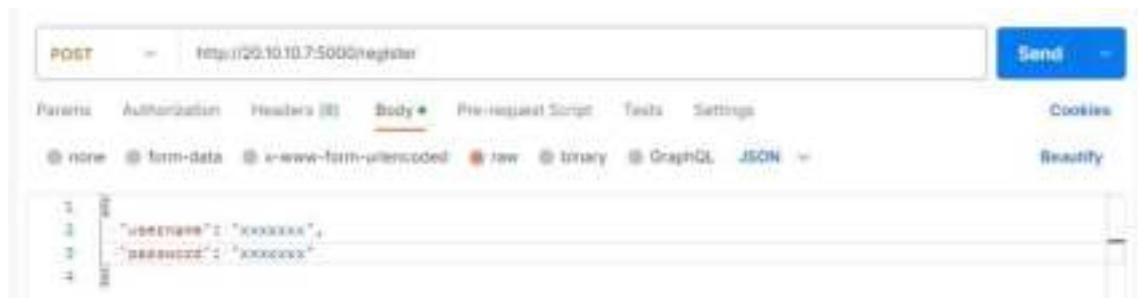 POST http://20.10.10.7:5000/register Send
Params Authorization Headers (8) Body Pre-request Script Tests Settings Cookies
none form-data x-www-form-urlencoded raw binary GraphQL JSON Beautify
1 {
2 "username": "xxxxxxx",
3 "password": "xxxxxxx"
4 }